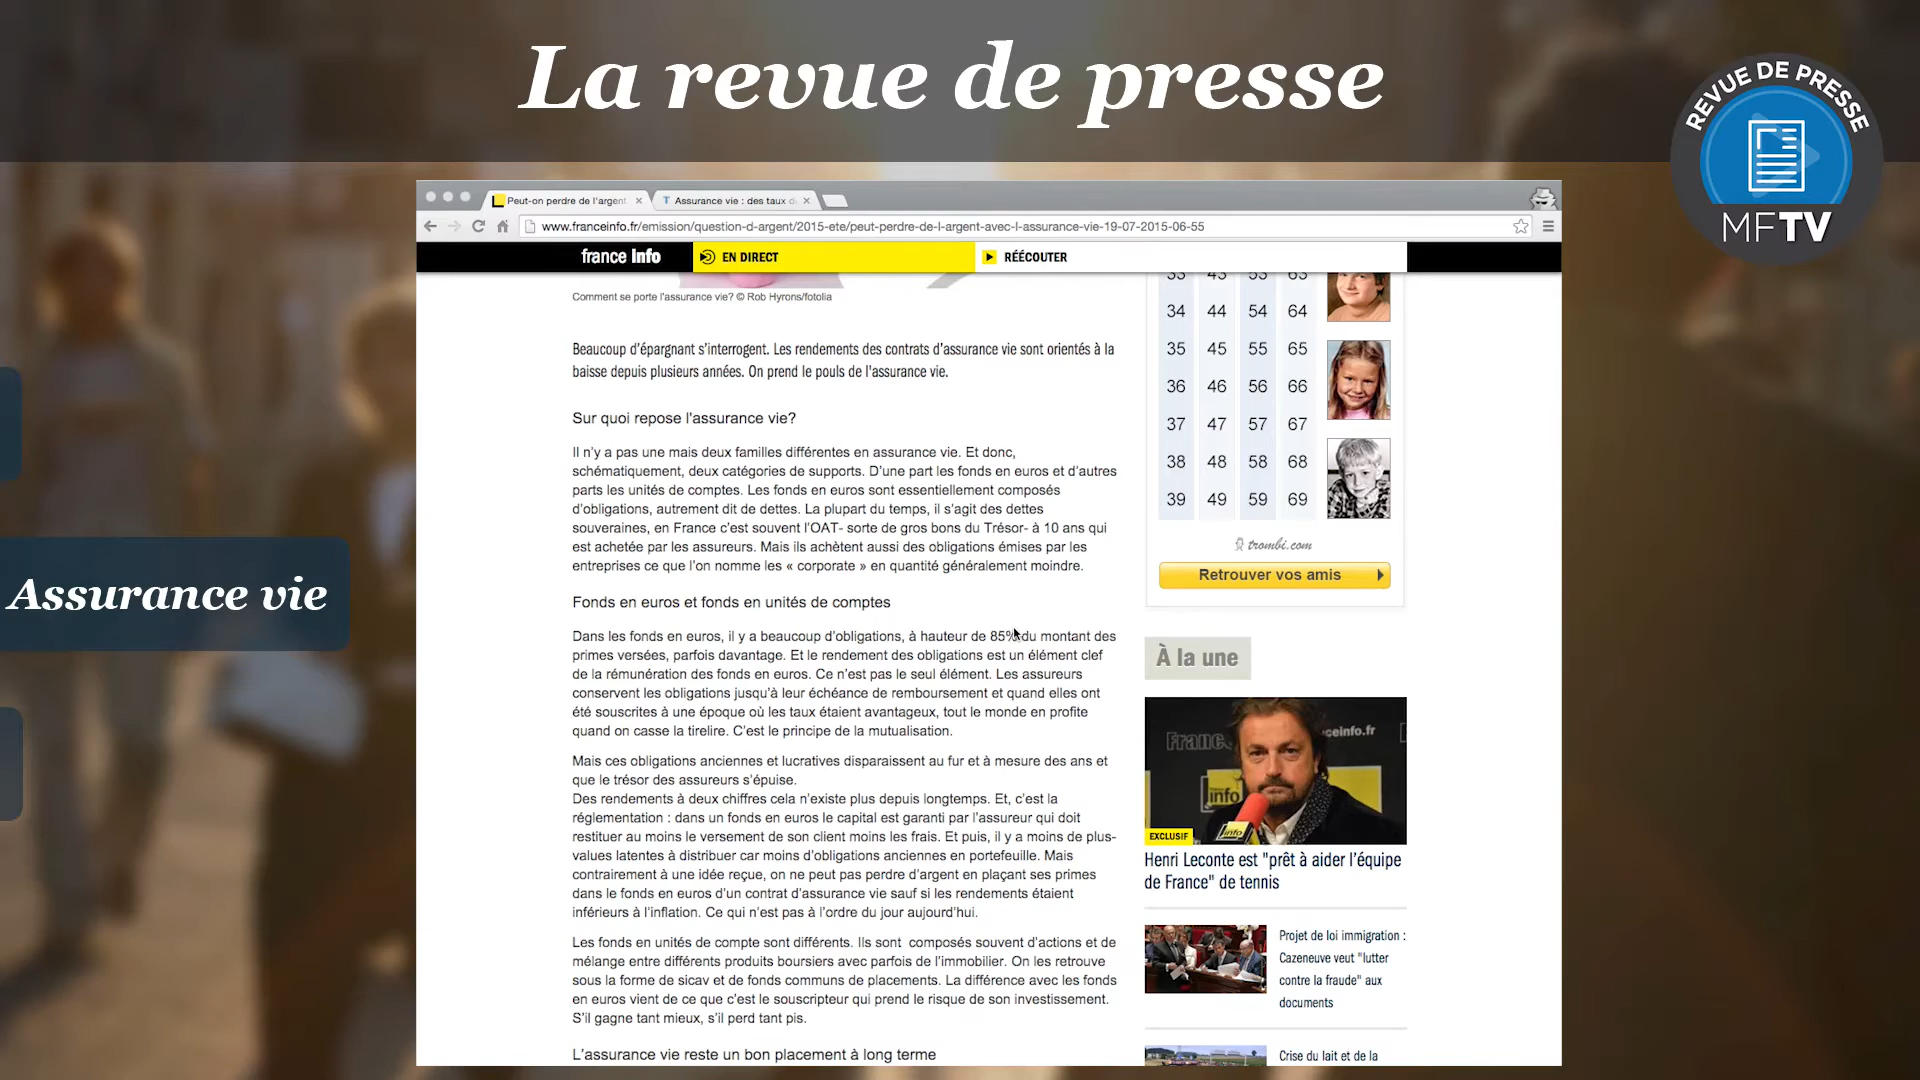 La revue de presse
REVUE DE PRESSE
MFTV
Peut-on perdre de l'argent
Assurance vie : des taux d
www.franceinfo.fr/emission/question-d-argent/2015-ete/peut-perdre-de-l-argent-avec-l-assurance-vie-19-07-2015-06-55
france info
EN DIRECT
RÉÉCOUTER
Comment se porte l'assurance vie? © Rob Hyrons/fotolia
Beaucoup d'épargnant s'interrogent. Les rendements des contrats d'assurance vie sont orientés à la
baisse depuis plusieurs années. On prend le pouls de l'assurance vie.
Sur quoi repose l'assurance vie?
Il n'y a pas une mais deux familles différentes en assurance vie. Et donc,
schématiquement, deux catégories de supports. D'une part les fonds en euros et d'autres
parts les unités de comptes. Les fonds en euros sont essentiellement composés
d'obligations, autrement dit de dettes. La plupart du temps, il s'agit des dettes
souveraines, en France c'est souvent l'OAT- sorte de gros bons du Trésor- à 10 ans qui
est achetée par les assureurs. Mais ils achètent aussi des obligations émises par les
entreprises ce que l'on nomme les « corporate » en quantité généralement moindre.
Fonds en euros et fonds en unités de comptes
Dans les fonds en euros, il y a beaucoup d'obligations, à hauteur de 85% du montant des
primes versées, parfois davantage. Et le rendement des obligations est un élément clef
de la rémunération des fonds en euros. Ce n'est pas le seul élément. Les assureurs
conservent les obligations jusqu'à leur échéance de remboursement et quand elles ont
été souscrites à une époque où les taux étaient avantageux, tout le monde en profite
quand on casse la tirelire. C'est le principe de la mutualisation.
Mais ces obligations anciennes et lucratives disparaissent au fur et à mesure des ans et
que le trésor des assureurs s'épuise.
Des rendements à deux chiffres cela n'existe plus depuis longtemps. Et, c'est la
réglementation : dans un fonds en euros le capital est garanti par l'assureur qui doit
restituer au moins le versement de son client moins les frais. Et puis, il y a moins de plus-
values latentes à distribuer car moins d'obligations anciennes en portefeuille. Mais
contrairement à une idée reçue, on ne peut pas perdre d'argent en plaçant ses primes
dans le fonds en euros d'un contrat d'assurance vie sauf si les rendements étaient
inférieurs à l'inflation. Ce qui n'est pas à l'ordre du jour aujourd'hui.
Les fonds en unités de compte sont différents. Ils sont composés souvent d'actions et de
mélange entre différents produits boursiers avec parfois de l'immobilier. On les retrouve
sous la forme de sicav et de fonds communs de placements. La différence avec les fonds
en euros vient de ce que c'est le souscripteur qui prend le risque de son investissement.
S'il gagne tant mieux, s'il perd tant pis.
L'assurance vie reste un bon placement à long terme
33 43 53 63
34 44 54 64
35 45 55 65
36 46 56 66
37 47 57 67
38 48 58 68
39 49 59 69
trombi.com
Retrouver vos amis
À la une
France
ceinfo.fr
info
info
EXCLUSIF
Henri Leconte est "prêt à aider l'équipe
de France" de tennis
Projet de loi immigration :
Cazeneuve veut "lutter
contre la fraude" aux
documents
Crise du lait et de la
Assurance vie